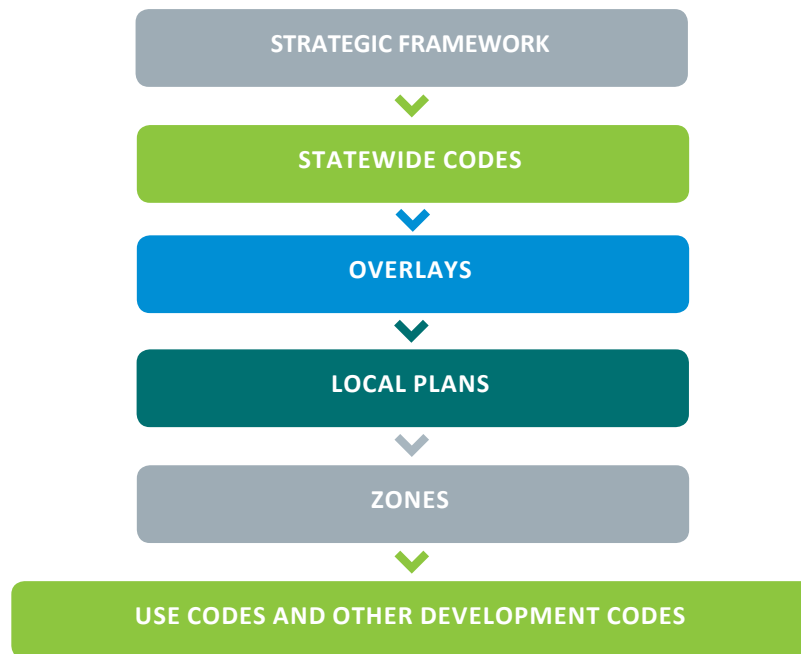 STRATEGIC FRAMEWORK
STATEWIDE CODES
OVERLAYS
LOCAL PLANS
ZONES
USE CODES AND OTHER DEVELOPMENT CODES